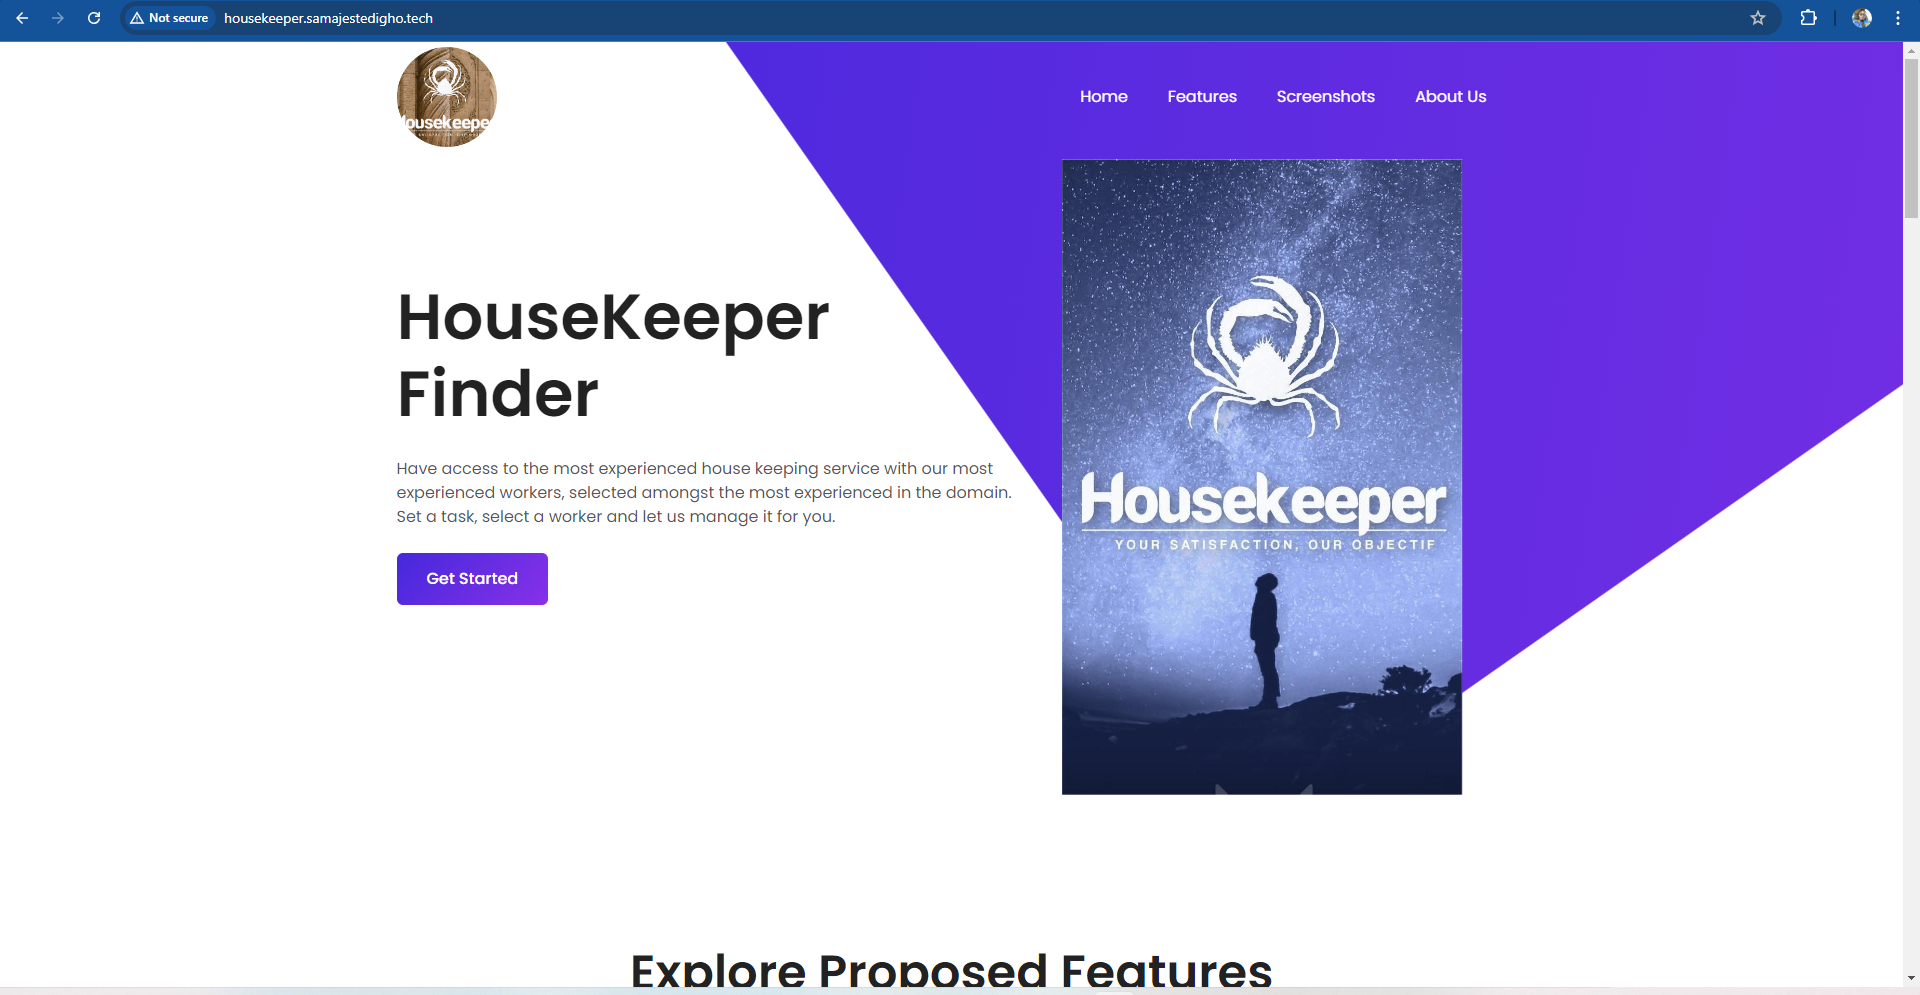 Not secure
housekeeper.samajestedigho.tech
Housekeeper
Home
Features
Screenshots
About Us
HouseKeeper
Finder
Have access to the most experienced house keeping service with our most
experienced workers, selected amongst the most experienced in the domain.
Set a task, select a worker and let us manage it for you.
Get Started
Housekeeper
YOUR SATISFACTION, OUR OBJECTIF
Explore Proposed Features